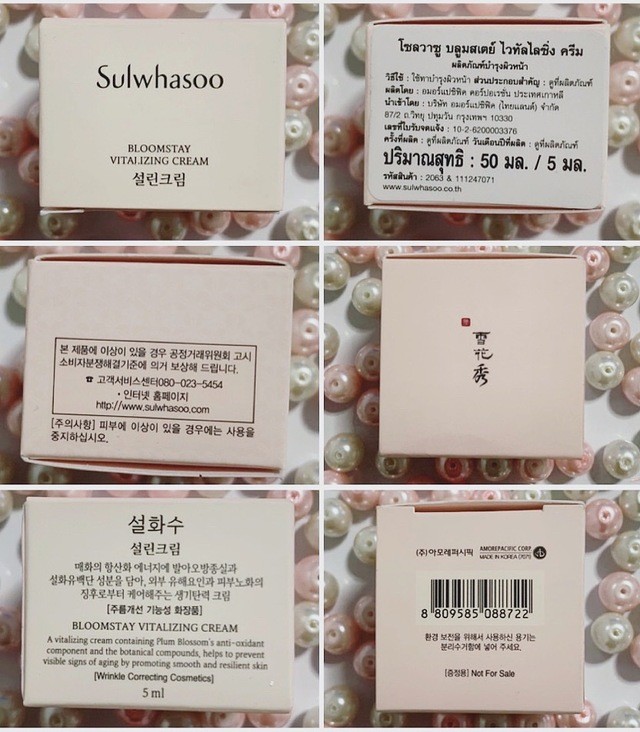 Sulwhasoo
BLOOMSTAY
VITALIZING CREAM
설린크림
โซลวาซู บลูมสเตย์ ไวทัลไลซิ่ง ครีม
ผลิตภัณฑ์บำรุงผิวหน้า
วิธีใช้ : ใช้ทาบำรุงผิวหน้า ส่วนประกอบสำคัญ : ดูที่ผลิตภัณฑ์
ผลิตโดย : อมอร์แปซิฟิค คอร์ปอเรชั่น ประเทศเกาหลี
นำเข้าโดย : บริษัท อมอร์แปซิฟิค (ไทยแลนด์) จำกัด
87/2 ถ.วิทยุ ปทุมวัน กรุงเทพฯ 10330
เลขที่ใบรับจดแจ้ง : 10-2-6200003376
ครั้งที่ผลิต : ดูที่ผลิตภัณฑ์ วันเดือนปีที่ผลิต : ดูที่ผลิตภัณฑ์
ปริมาณสุทธิ : 50 มล. / 5 มล.
รหัสสินค้า : 2063 & 111247071
www.sulwhasoo.co.th
본 제품에 이상이 있을 경우 공정거래위원회 고시
소비자분쟁해결기준에 의거 보상해 드립니다.
☎ 고객서비스센터080-023-5454
• 인터넷 홈페이지
http://www.sulwhasoo.com
[주의사항] 피부에 이상이 있을 경우에는 사용을
중지하십시오.
雪花秀
설화수
설린크림
매화의 항산화 에너지에 발아오방종실과
설화유백단 성분을 담아, 외부 유해요인과 피부노화의
징후로부터 케어해주는 생기탄력 크림
[주름개선 기능성 화장품]
BLOOMSTAY VITALIZING CREAM
A vitalizing cream containing Plum Blossom's anti-oxidant
component and the botanical compounds, helps to prevent
visible signs of aging by promoting smooth and resilient skin
[Wrinkle Correcting Cosmetics]
5 ml
(주)아모레퍼시픽 AMOREPACIFIC CORP.
MADE IN KOREA (707)
8 809585 088722
환경 보전을 위해서 사용하신 용기는
분리수거함에 넣어 주세요.
[증정용] Not For Sale